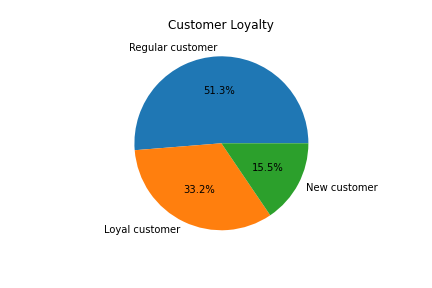 Customer Loyalty
Regular customer
51.3%
15.5%
New customer
33.2%
Loyal customer